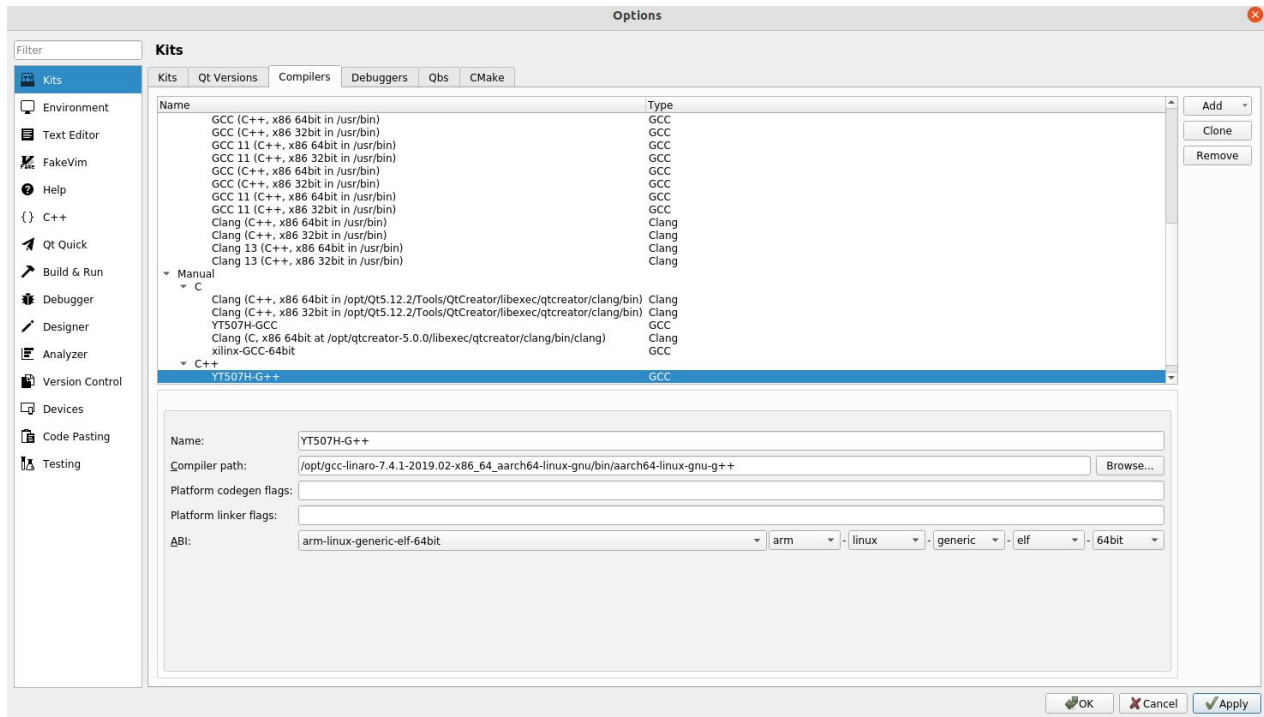 Options
Filter
Kits
Environment
Text Editor
FakeVim
Help
{} C++
Qt Quick
Build & Run
Debugger
Designer
Analyzer
Version Control
Devices
Code Pasting
Testing
Kits
Kits Qt Versions Compilers Debuggers Qbs CMake
Name Type
GCC (C++, x86 64bit in /usr/bin) GCC
GCC (C++, x86 32bit in /usr/bin) GCC
GCC 11 (C++, x86 64bit in /usr/bin) GCC
GCC 11 (C++, x86 32bit in /usr/bin) GCC
GCC (C++, x86 64bit in /usr/bin) GCC
GCC (C++, x86 32bit in /usr/bin) GCC
GCC 11 (C++, x86 64bit in /usr/bin) GCC
GCC 11 (C++, x86 32bit in /usr/bin) GCC
Clang (C++, x86 64bit in /usr/bin) Clang
Clang (C++, x86 32bit in /usr/bin) Clang
Clang 13 (C++, x86 64bit in /usr/bin) Clang
Clang 13 (C++, x86 32bit in /usr/bin) Clang
Manual
C
Clang (C++, x86 64bit in /opt/Qt5.12.2/Tools/QtCreator/libexec/qtcreator/clang/bin) Clang
Clang (C++, x86 32bit in /opt/Qt5.12.2/Tools/QtCreator/libexec/qtcreator/clang/bin) Clang
YT507H-GCC GCC
Clang (C, x86 64bit at /opt/qtcreator-5.0.0/libexec/qtcreator/clang/bin/clang) Clang
xilinx-GCC-64bit GCC
C++
YT507H-G++ GCC
Add
Clone
Remove
Name: YT507H-G++
Compiler path: /opt/gcc-linaro-7.4.1-2019.02-x86_64_aarch64-linux-gnu/bin/aarch64-linux-gnu-g++ Browse...
Platform codegen flags:
Platform linker flags:
ABI: arm-linux-generic-elf-64bit arm - linux - generic - elf - 64bit
OK Cancel Apply